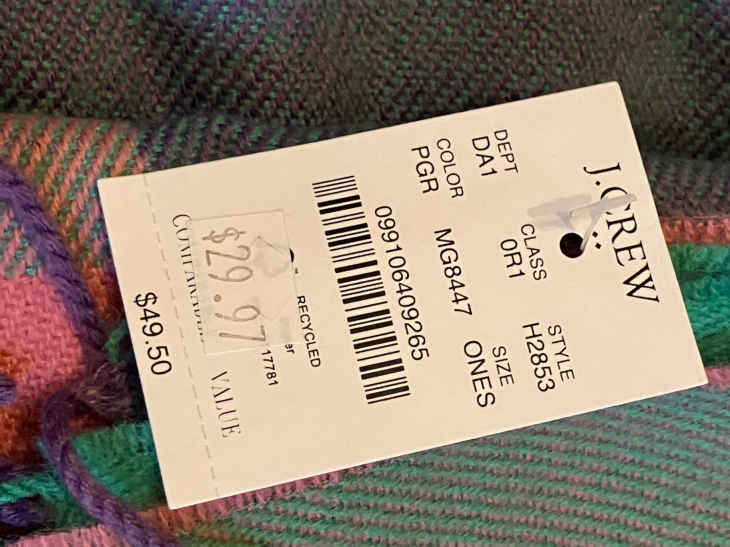 J.CREW
DEPT CLASS STYLE
DA1 0R1 H2853
COLOR SIZE
PGR MG8447 ONES
099106409265
RECYCLED
17781
$29.97
VALUE
$49.50